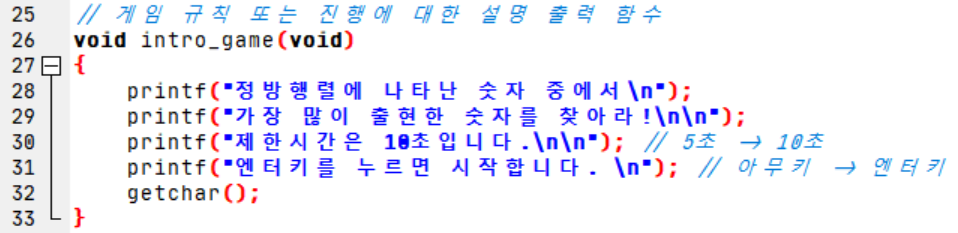 25 // 게임 규칙 또는 진행에 대한 설명 출력 함수
26 void intro_game(void)
27 {
28 printf("정방행렬에 나타난 숫자 중에서\n");
29 printf("가장 많이 출현한 숫자를 찾아라!\n\n");
30 printf("제한시간은 10초입니다.\n\n"); // 5초 → 10초
31 printf("엔터키를 누르면 시작합니다. \n"); // 아무키 → 엔터키
32 getchar();
33 }